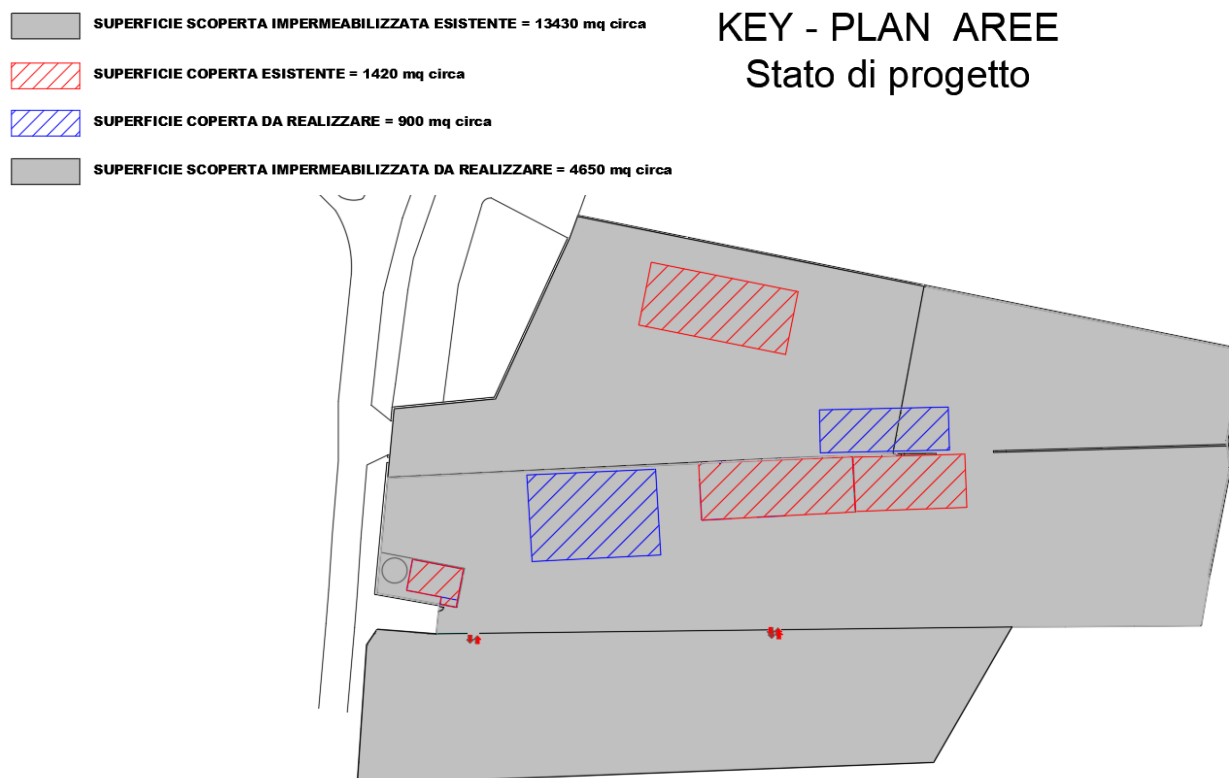 SUPERFICIE SCOPERTA IMPERMEABILIZZATA ESISTENTE = 13430 mq circa
SUPERFICIE COPERTA ESISTENTE = 1420 mq circa
SUPERFICIE COPERTA DA REALIZZARE = 900 mq circa
SUPERFICIE SCOPERTA IMPERMEABILIZZATA DA REALIZZARE = 4650 mq circa
KEY - PLAN AREE
Stato di progetto